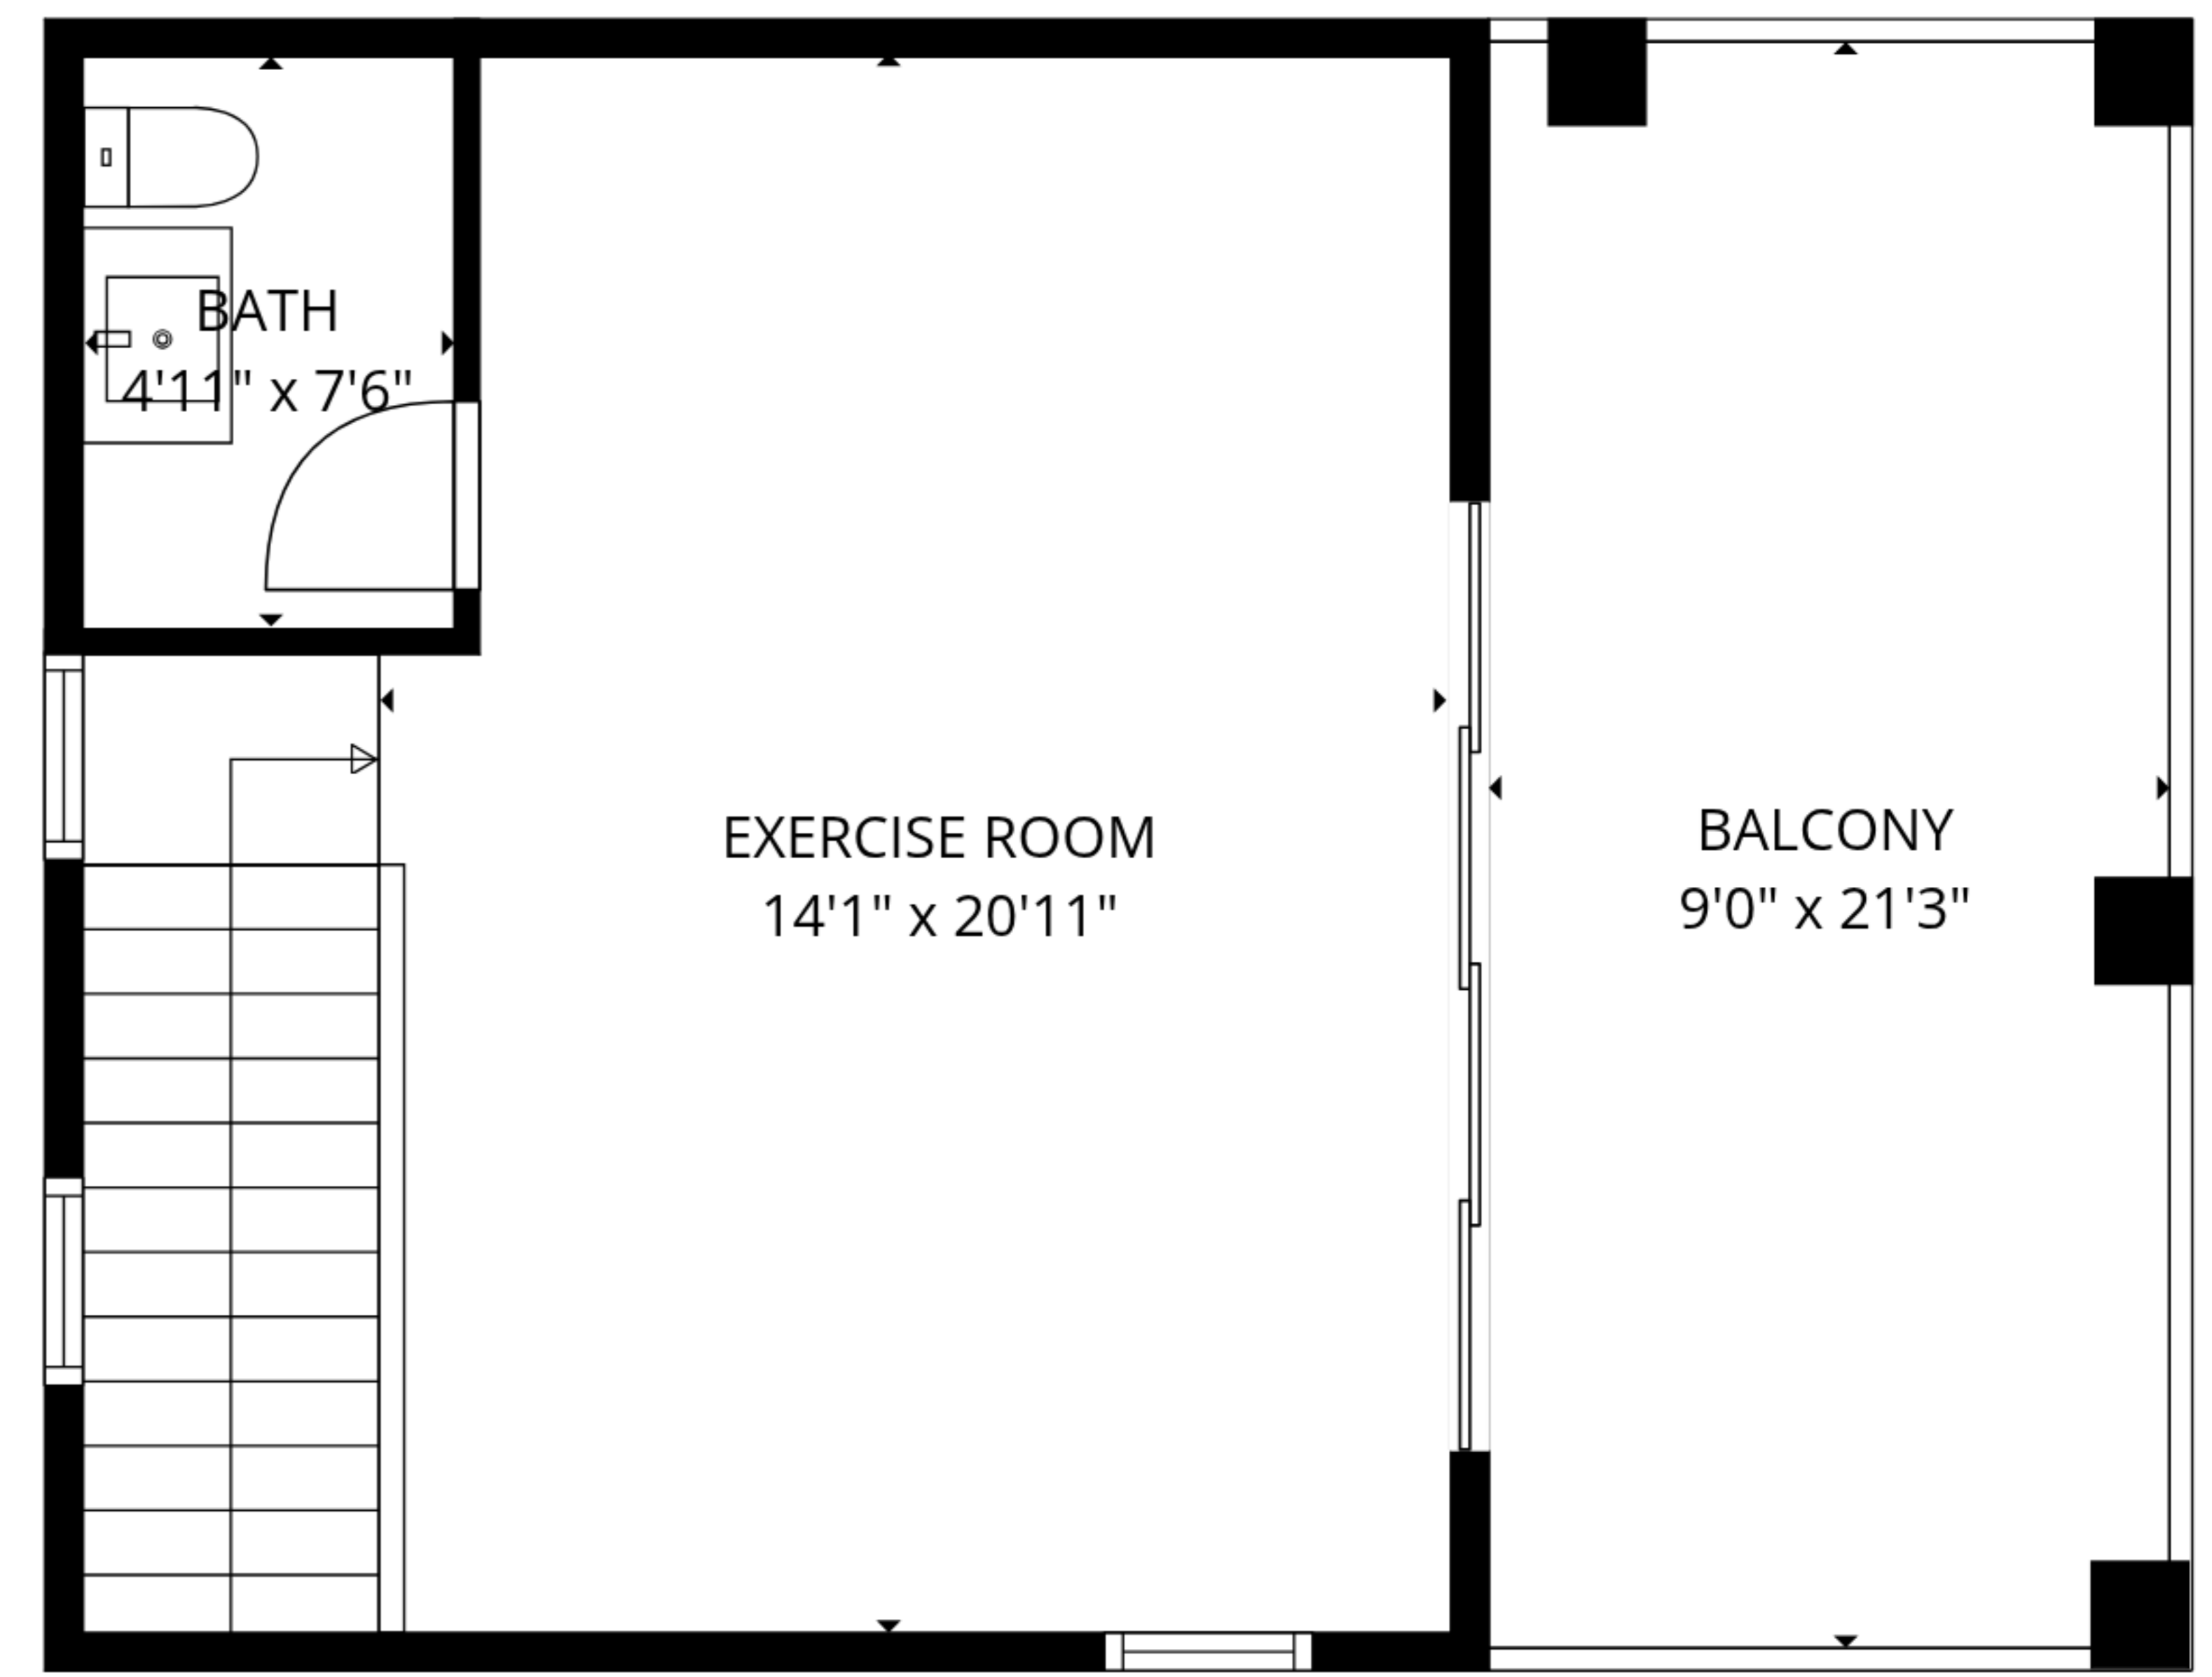 BATH
4'11" x 7'6"
EXERCISE ROOM
14'1" x 20'11"
BALCONY
9'0" x 21'3"